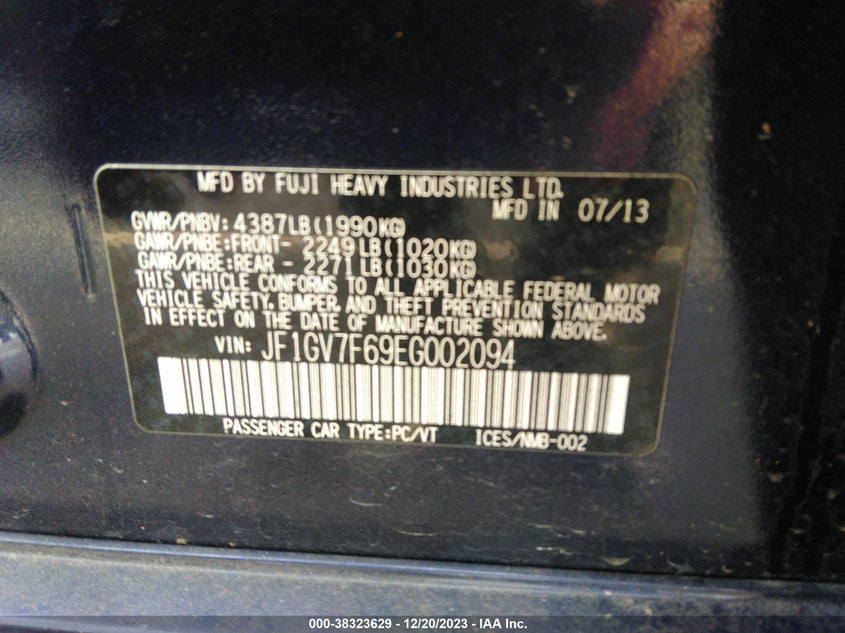 MFD BY FUJI HEAVY INDUSTRIES LTD.
MFD IN 07/13
GVWR/PNBV: 4387LB(1990KG)
GAWR/PNBE:FRONT- 2249LB(1020KG)
GAWR/PNBE:REAR - 2271LB(1030KG)
THIS VEHICLE CONFORMS TO ALL APPLICABLE FEDERAL MOTOR
VEHICLE SAFETY, BUMPER, AND THEFT PREVENTION STANDARDS
IN EFFECT ON THE DATE OF MANUFACTURE SHOWN ABOVE.
VIN: JF1GV7F69EG002094
PASSENGER CAR TYPE:PC/VT ICES/NMB-002
000-38323629 - 12/20/2023 - IAA Inc.